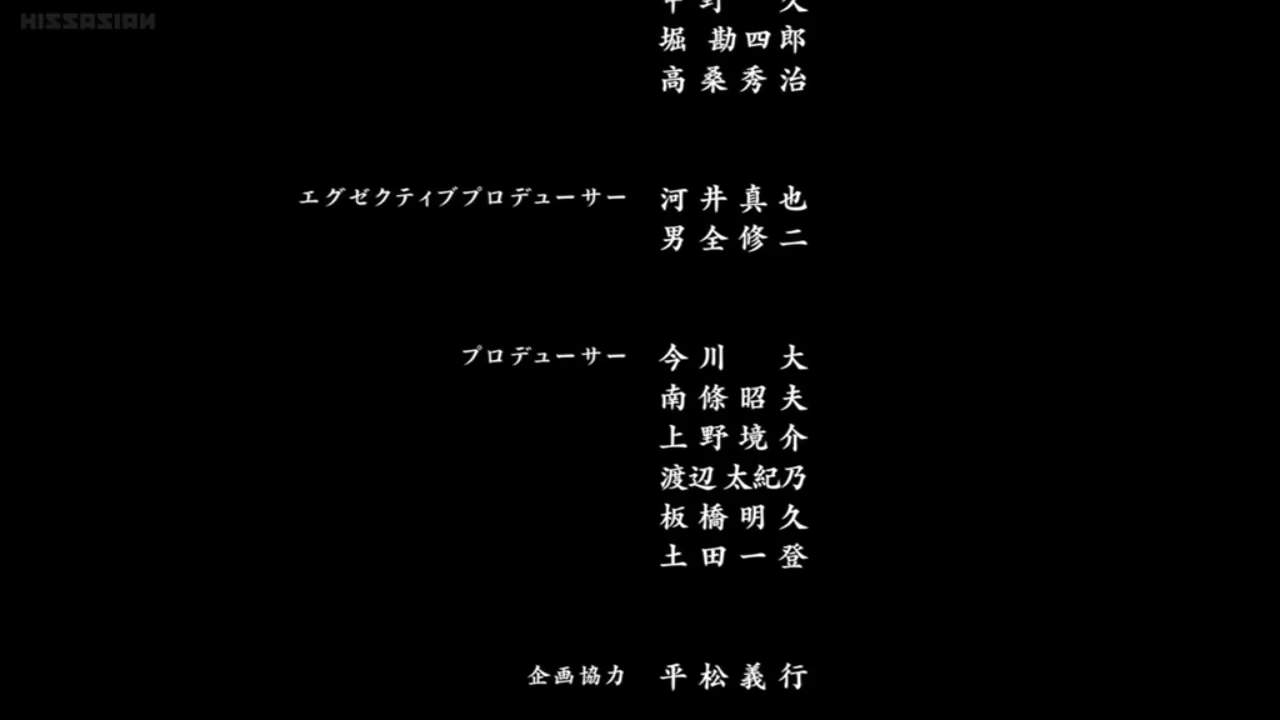 KISSASIAN
堀 勘四郎
高桑秀治
エグゼクティブプロデューサー 河井真也
男全修二
プロデューサー 今川 大
南條昭夫
上野境介
渡辺太紀乃
板橋明久
土田一登
企画協力 平松義行